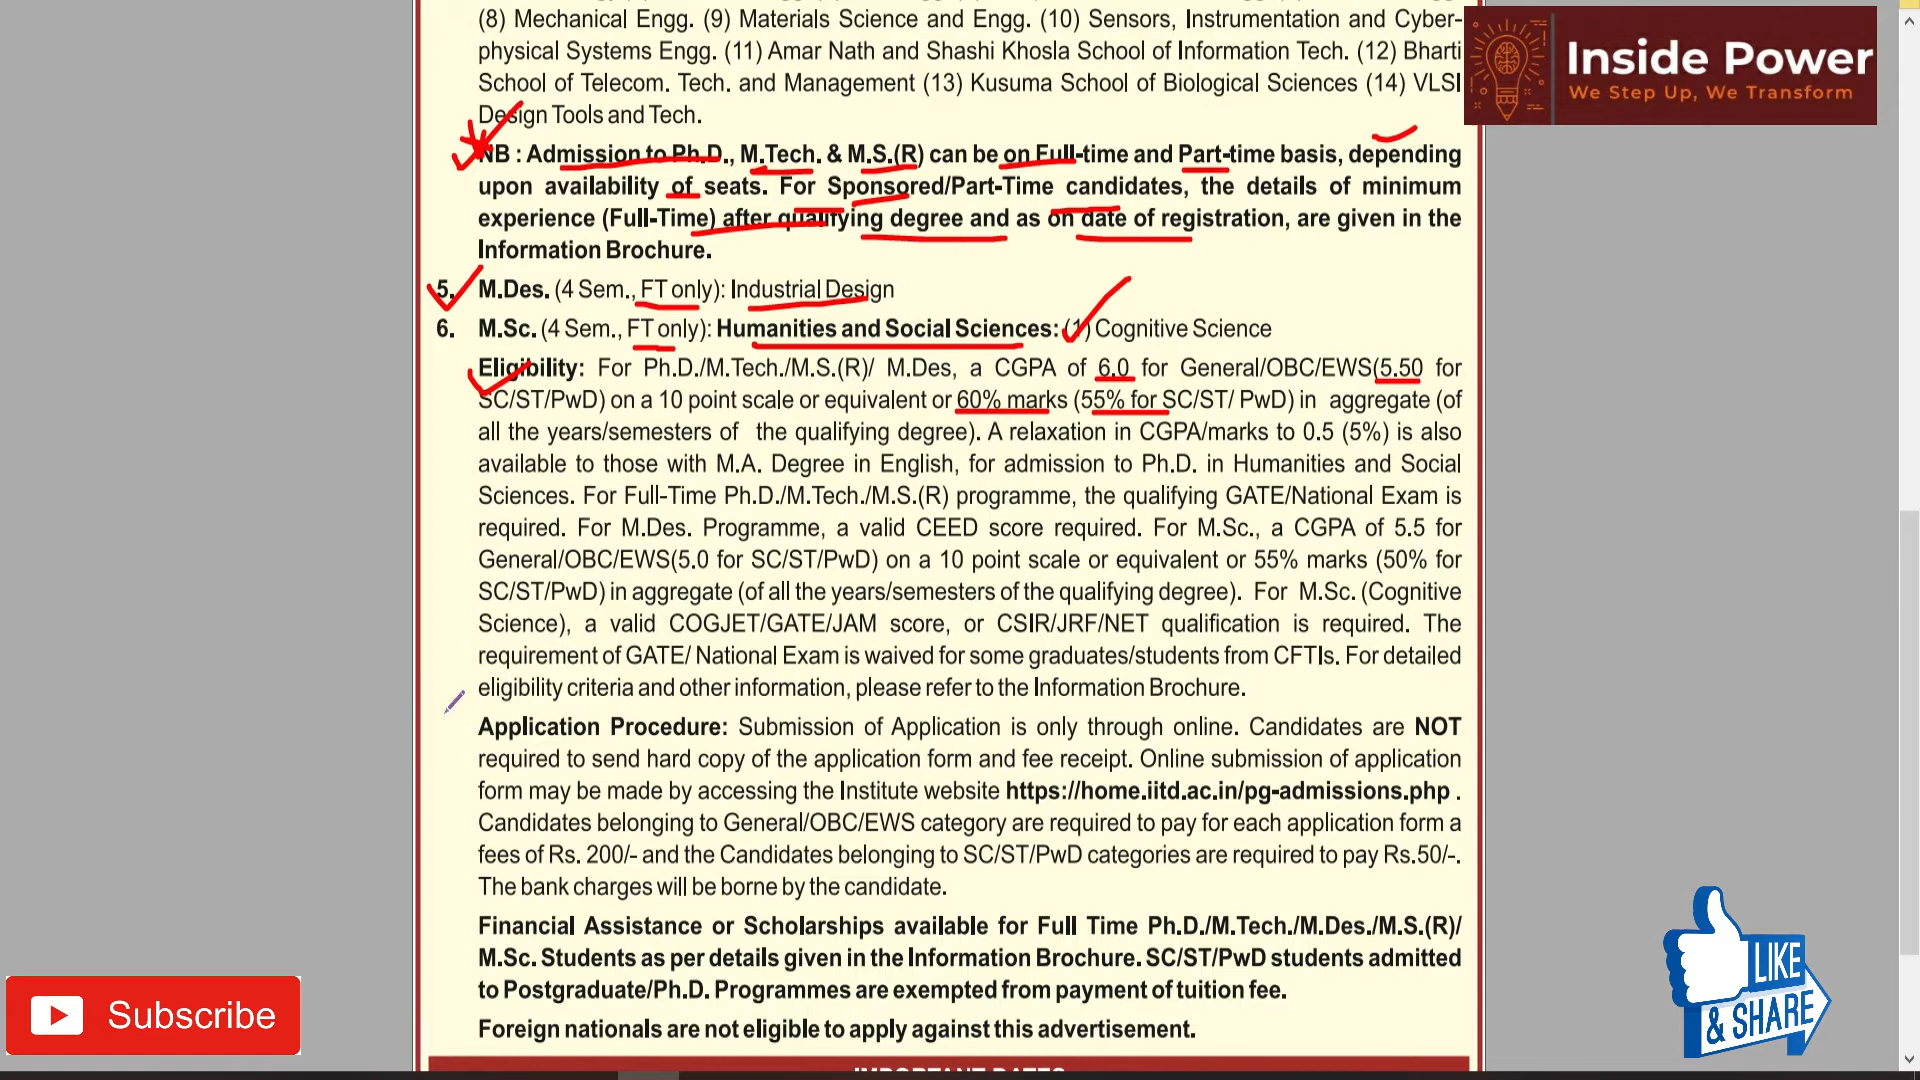 (8) Mechanical Engg. (9) Materials Science and Engg. (10) Sensors, Instrumentation and Cyber-
physical Systems Engg. (11) Amar Nath and Shashi Khosla School of Information Tech. (12) Bharti
School of Telecom. Tech. and Management (13) Kusuma School of Biological Sciences (14) VLSI
Design Tools and Tech.
NB : Admission to Ph.D., M.Tech. & M.S.(R) can be on Full-time and Part-time basis, depending
upon availability of seats. For Sponsored/Part-Time candidates, the details of minimum
experience (Full-Time) after qualifying degree and as on date of registration, are given in the
Information Brochure.
5. M.Des. (4 Sem., FT only): Industrial Design
6. M.Sc. (4 Sem., FT only): Humanities and Social Sciences: (1) Cognitive Science
Eligibility: For Ph.D./M.Tech./M.S.(R)/ M.Des, a CGPA of 6.0 for General/OBC/EWS(5.50 for
SC/ST/PwD) on a 10 point scale or equivalent or 60% marks (55% for SC/ST/ PwD) in aggregate (of
all the years/semesters of the qualifying degree). A relaxation in CGPA/marks to 0.5 (5%) is also
available to those with M.A. Degree in English, for admission to Ph.D. in Humanities and Social
Sciences. For Full-Time Ph.D./M.Tech./M.S.(R) programme, the qualifying GATE/National Exam is
required. For M.Des. Programme, a valid CEED score required. For M.Sc., a CGPA of 5.5 for
General/OBC/EWS(5.0 for SC/ST/PwD) on a 10 point scale or equivalent or 55% marks (50% for
SC/ST/PwD) in aggregate (of all the years/semesters of the qualifying degree). For M.Sc. (Cognitive
Science), a valid COGJET/GATE/JAM score, or CSIR/JRF/NET qualification is required. The
requirement of GATE/ National Exam is waived for some graduates/students from CFTIs. For detailed
eligibility criteria and other information, please refer to the Information Brochure.
Application Procedure: Submission of Application is only through online. Candidates are NOT
required to send hard copy of the application form and fee receipt. Online submission of application
form may be made by accessing the Institute website https://home.iitd.ac.in/pg-admissions.php .
Candidates belonging to General/OBC/EWS category are required to pay for each application form a
fees of Rs. 200/- and the Candidates belonging to SC/ST/PwD categories are required to pay Rs.50/-.
The bank charges will be borne by the candidate.
Financial Assistance or Scholarships available for Full Time Ph.D./M.Tech./M.Des./M.S.(R)/
M.Sc. Students as per details given in the Information Brochure. SC/ST/PwD students admitted
to Postgraduate/Ph.D. Programmes are exempted from payment of tuition fee.
Foreign nationals are not eligible to apply against this advertisement.
IMPORTANT DATES
Inside Power
We Step Up, We Transform
Subscribe
LIKE
& SHARE